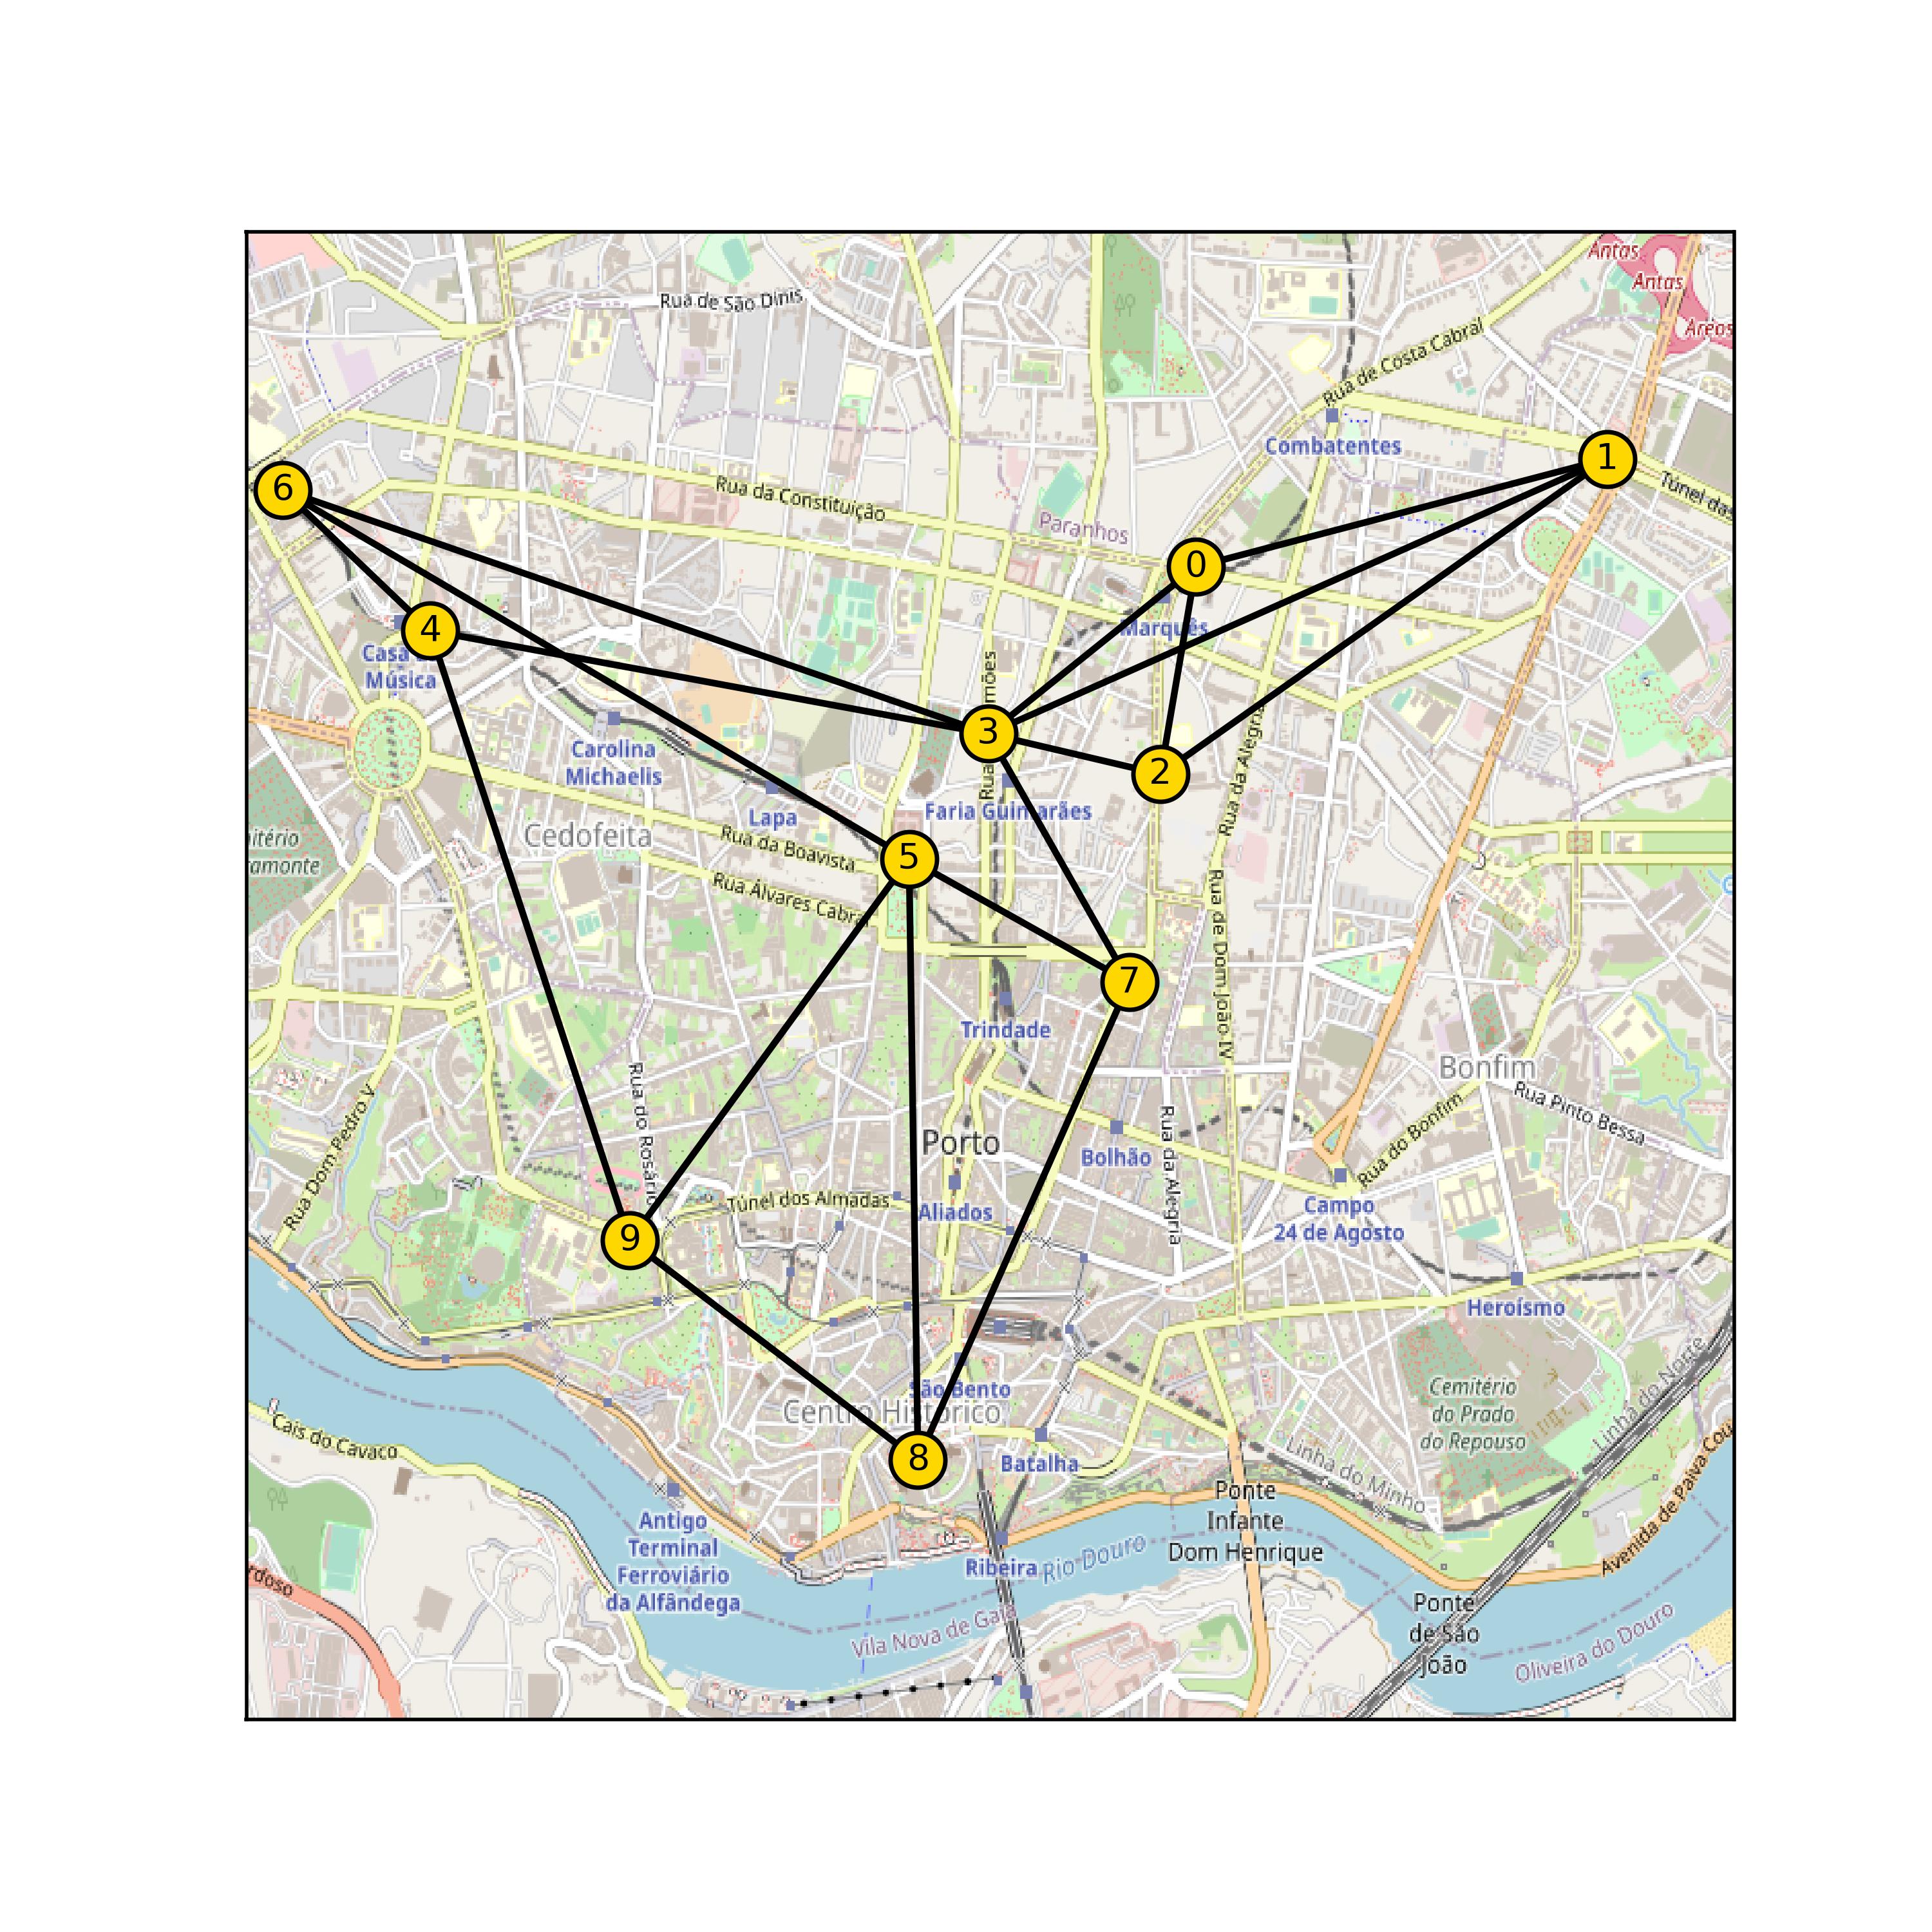 Antas
Antas
Rua de São Dinis
Rua de Costa Cabral
Combatentes
1
Túnel das
6
Rua da Constituição
Paranhos
0
4
Marquês
Música
3
2
Carolina
Michaelis
Lapa
Faria Guimarães
Rua da Alegria
Cedofeita
Rua da Boavista
5
Rua Álvares Cabral
Rua de Dom João IV
7
Trindade
Bonfim
Rua Pinto Bessa
Rua do Bonfim
Rua Dom Pedro V
Rua do Rosário
Porto
Bolhão
Rua da Alegria
Túnel dos Almadas
Aliados
Campo
24 de Agosto
9
Heroísmo
São Bento
Centro Histórico
Cemitério
do Prado
do Repouso
Linha do Norte
Cais do Cavaco
8
Batalha
Linha do Minho
Ponte
Infante
Dom Henrique
Antigo
Terminal
Ferroviário
da Alfândega
Ribeira
Rio Douro
Avenida de Paiva Cou
rdoso
Vila Nova de Gaia
Ponte
de São
João
Oliveira do Douro